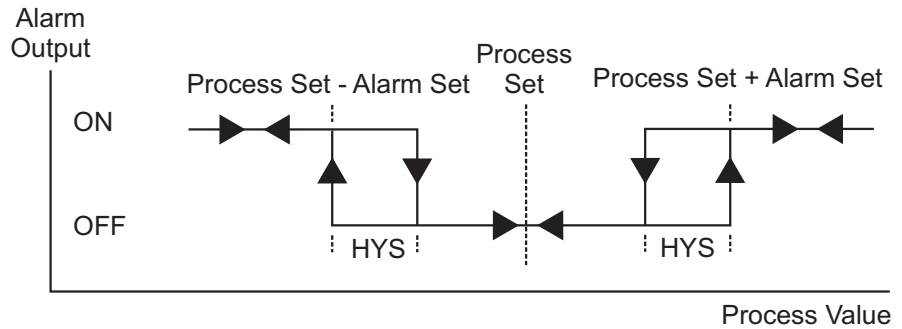 Alarm
Output
Process
Set
Process Set - Alarm Set
Process Set + Alarm Set
ON
OFF
HYS
HYS
Process Value